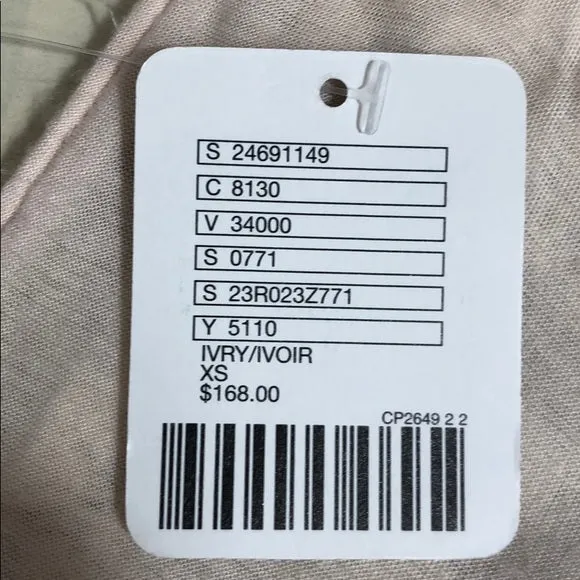 S 24691149
C 8130
V 34000
S 0771
S 23R023Z771
Y 5110
IVRY/IVOIR
XS
$168.00
CP2649 2 2